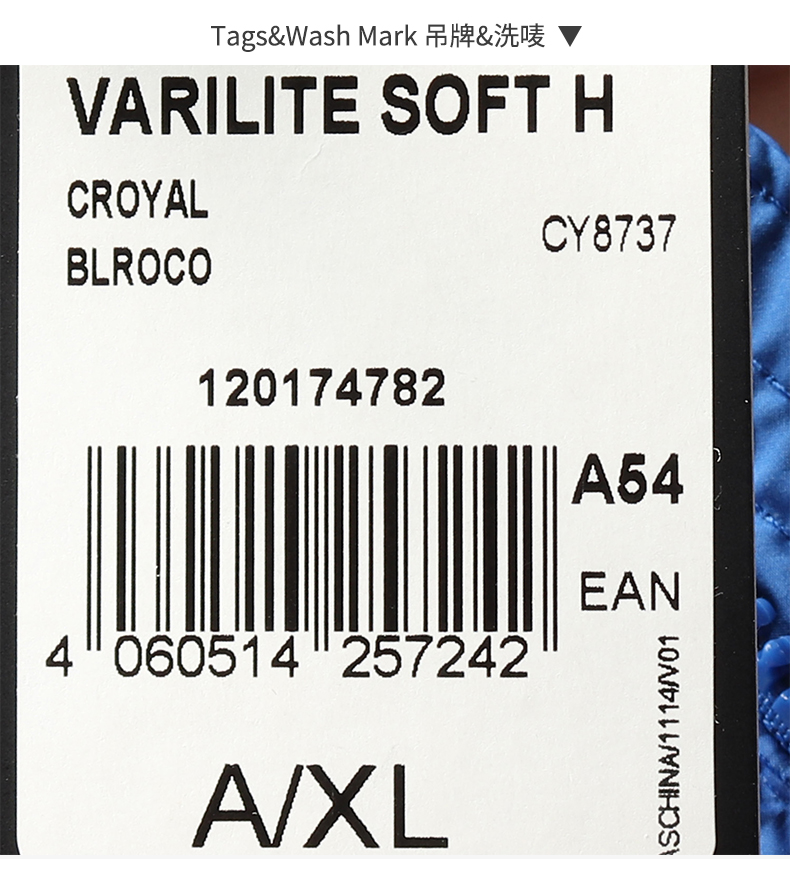 Tags&Wash Mark 吊牌&洗唛 ▼
VARILITE SOFT H
CROYAL
CY8737
BLROCO
120174782
A54
EAN
4 060514 257242
A/XL
ASCHINA/1114/V01